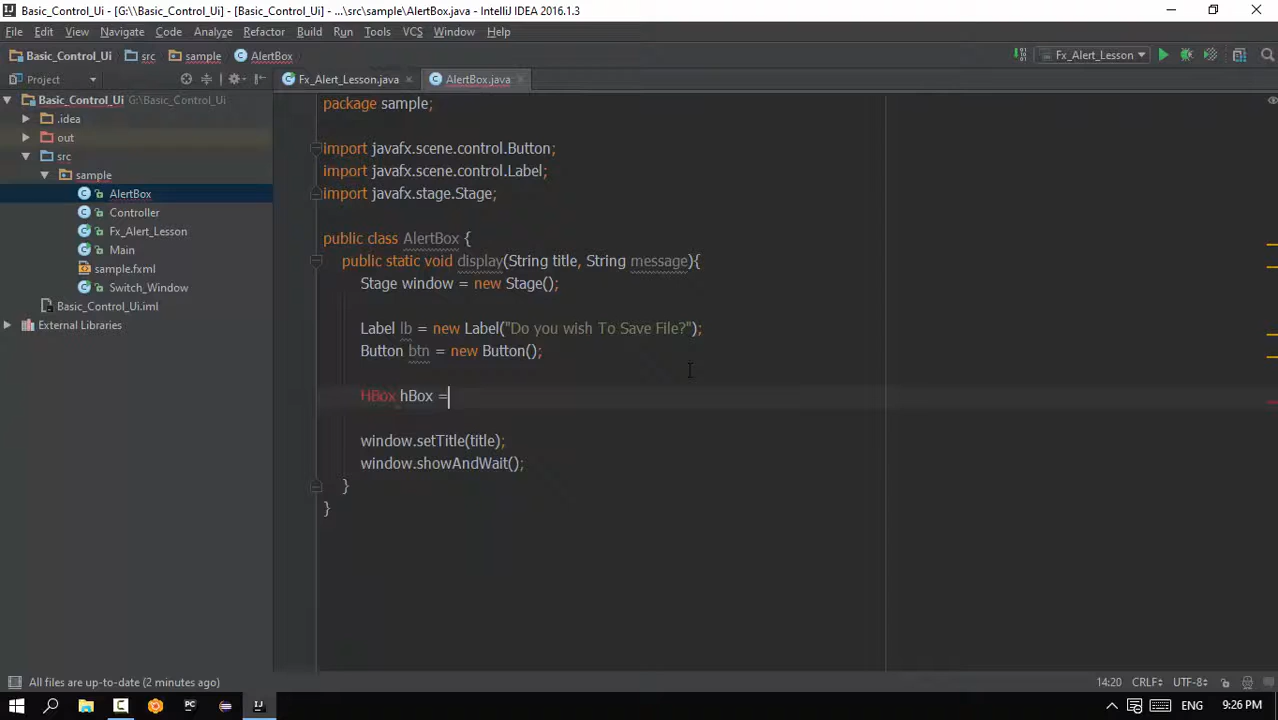 Basic_Control_Ui - [G:\\Basic_Control_Ui] - [Basic_Control_Ui] - ...\src\sample\AlertBox.java - IntelliJ IDEA 2016.1.3
File Edit View Navigate Code Analyze Refactor Build Run Tools VCS Window Help
Basic_Control_Ui src sample AlertBox Fx_Alert_Lesson
Project Fx_Alert_Lesson.java AlertBox.java
Basic_Control_Ui G:\Basic_Control_Ui
.idea
out
src
sample
AlertBox
Controller
Fx_Alert_Lesson
Main
sample.fxml
Switch_Window
Basic_Control_Ui.iml
External Libraries
package sample;
import javafx.scene.control.Button;
import javafx.scene.control.Label;
import javafx.stage.Stage;
public class AlertBox {
public static void display(String title, String message){
Stage window = new Stage();
Label lb = new Label("Do you wish To Save File?");
Button btn = new Button();
HBox hBox =
window.setTitle(title);
window.showAndWait();
}
}
All files are up-to-date (2 minutes ago) 14:20 CRLF UTF-8
PC ENG 9:26 PM